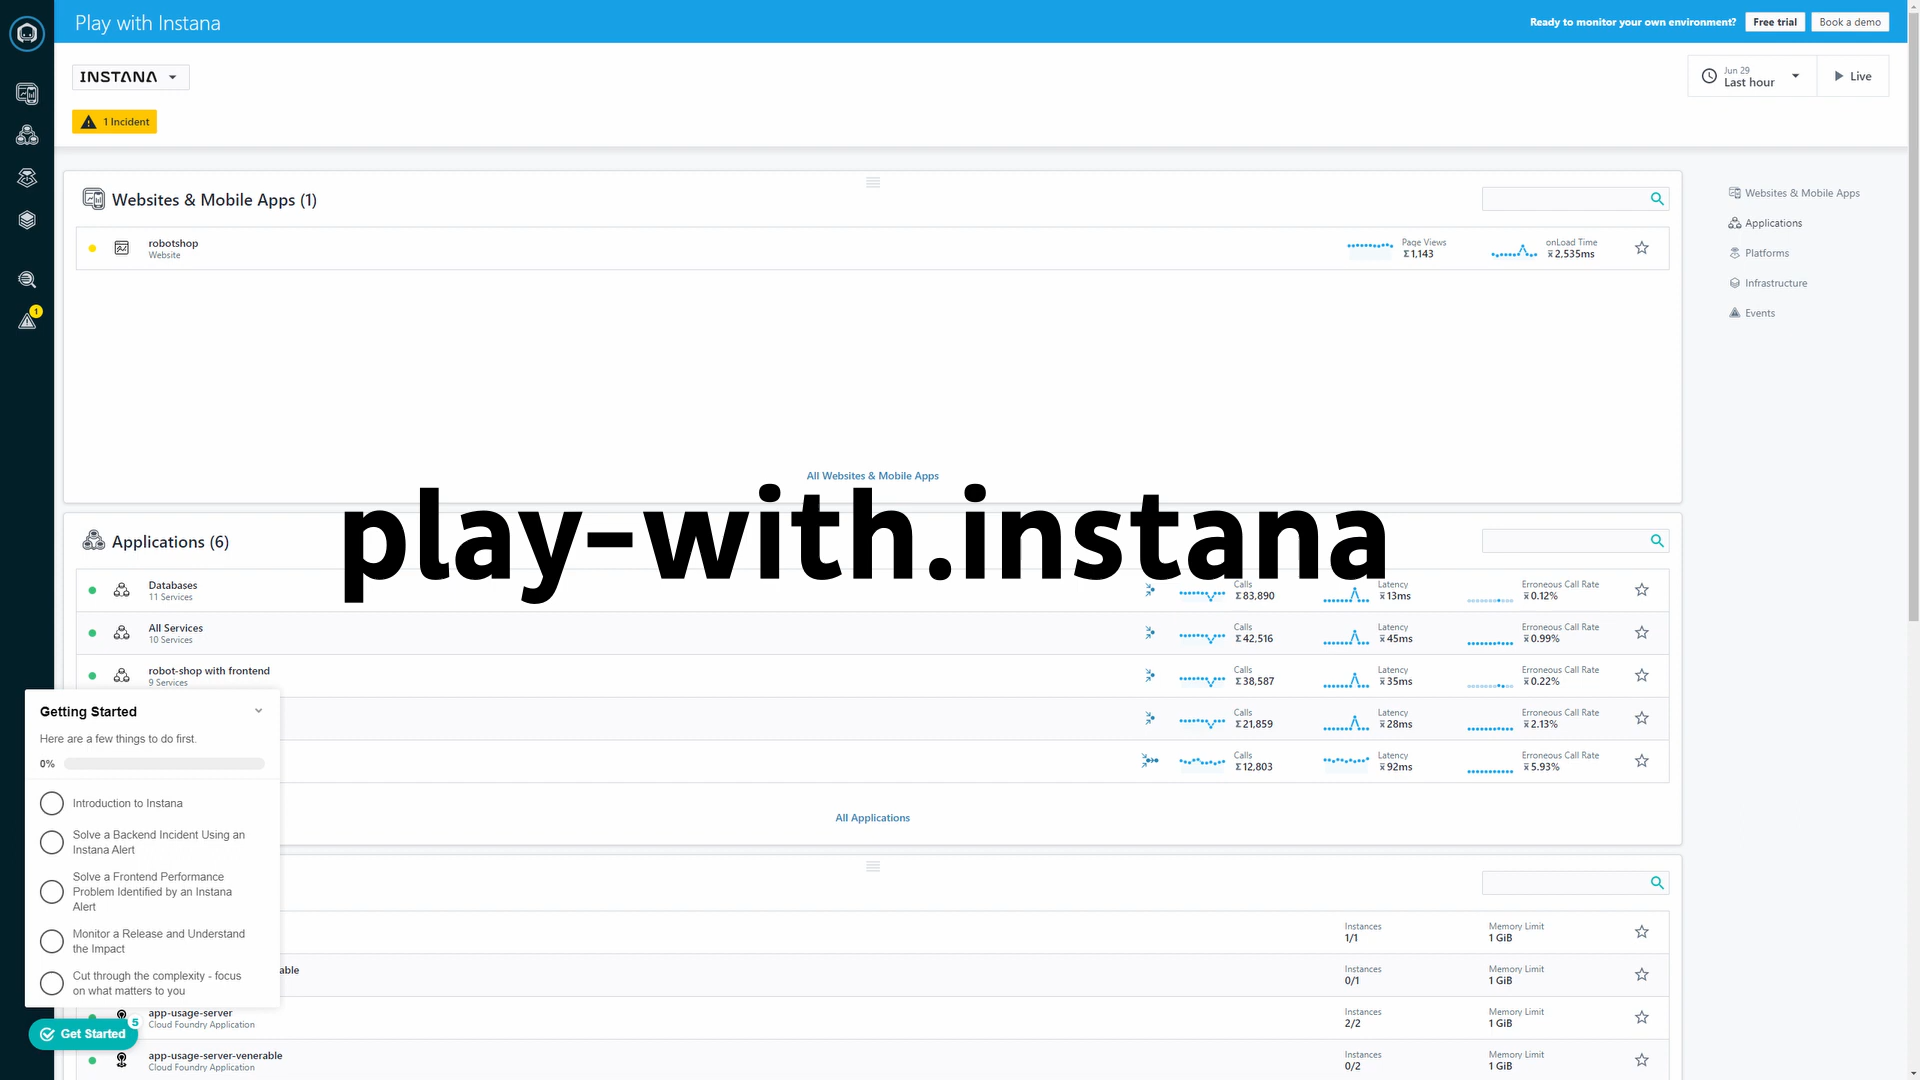 Play with Instana
Ready to monitor your own environment?
Free trial
Book a demo
INSTANA
Jun 29
Last hour
Live
1 Incident
Websites & Mobile Apps (1)
robotshop
Website
Page Views
Σ1,143
onLoad Time
x̄ 2,535ms
All Websites & Mobile Apps
Websites & Mobile Apps
Applications
Platforms
Infrastructure
Events
play-with.instana
Applications (6)
Databases
11 Services
Calls
Σ83,890
Latency
x̄ 13ms
Erroneous Call Rate
x̄ 0.12%
All Services
10 Services
Calls
Σ42,516
Latency
x̄ 45ms
Erroneous Call Rate
x̄ 0.99%
robot-shop with frontend
9 Services
Calls
Σ38,587
Latency
x̄ 35ms
Erroneous Call Rate
x̄ 0.22%
Calls
Σ21,859
Latency
x̄ 28ms
Erroneous Call Rate
x̄ 2.13%
Calls
Σ12,803
Latency
x̄ 92ms
Erroneous Call Rate
x̄ 5.93%
All Applications
Instances
1/1
Memory Limit
1 GiB
able
Instances
0/1
Memory Limit
1 GiB
app-usage-server
Cloud Foundry Application
Instances
2/2
Memory Limit
1 GiB
app-usage-server-venerable
Cloud Foundry Application
Instances
0/2
Memory Limit
1 GiB
1
Getting Started
Here are a few things to do first.
0%
Introduction to Instana
Solve a Backend Incident Using an
Instana Alert
Solve a Frontend Performance
Problem Identified by an Instana
Alert
Monitor a Release and Understand
the Impact
Cut through the complexity - focus
on what matters to you
Get Started
5